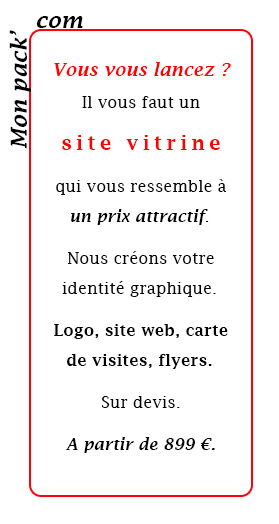 Mon pack'
com
Vous vous lancez ?
Il vous faut un
site vitrine
qui vous ressemble à
un prix attractif.
Nous créons votre
identité graphique.
Logo, site web, carte
de visites, flyers.
Sur devis.
A partir de 899 €.